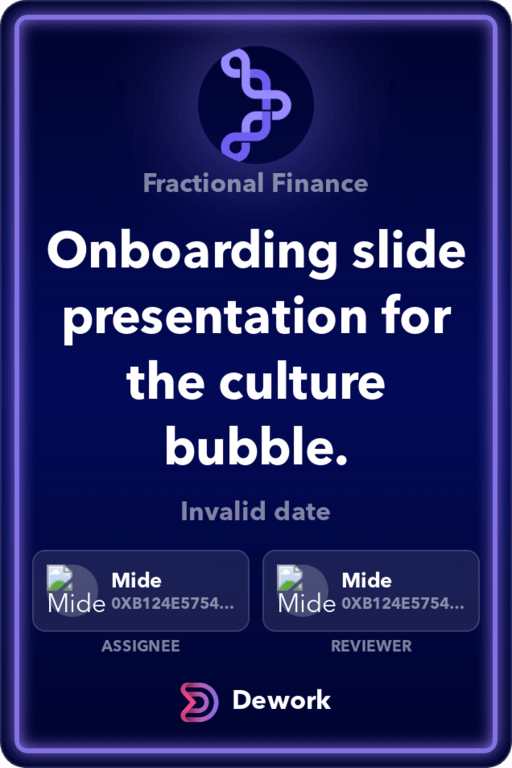 Fractional Finance
Onboarding slide
presentation for
the culture
bubble.
Invalid date
Mide
Mide
0XB124E5754...
ASSIGNEE
Mide
Mide
0XB124E5754...
REVIEWER
Dework